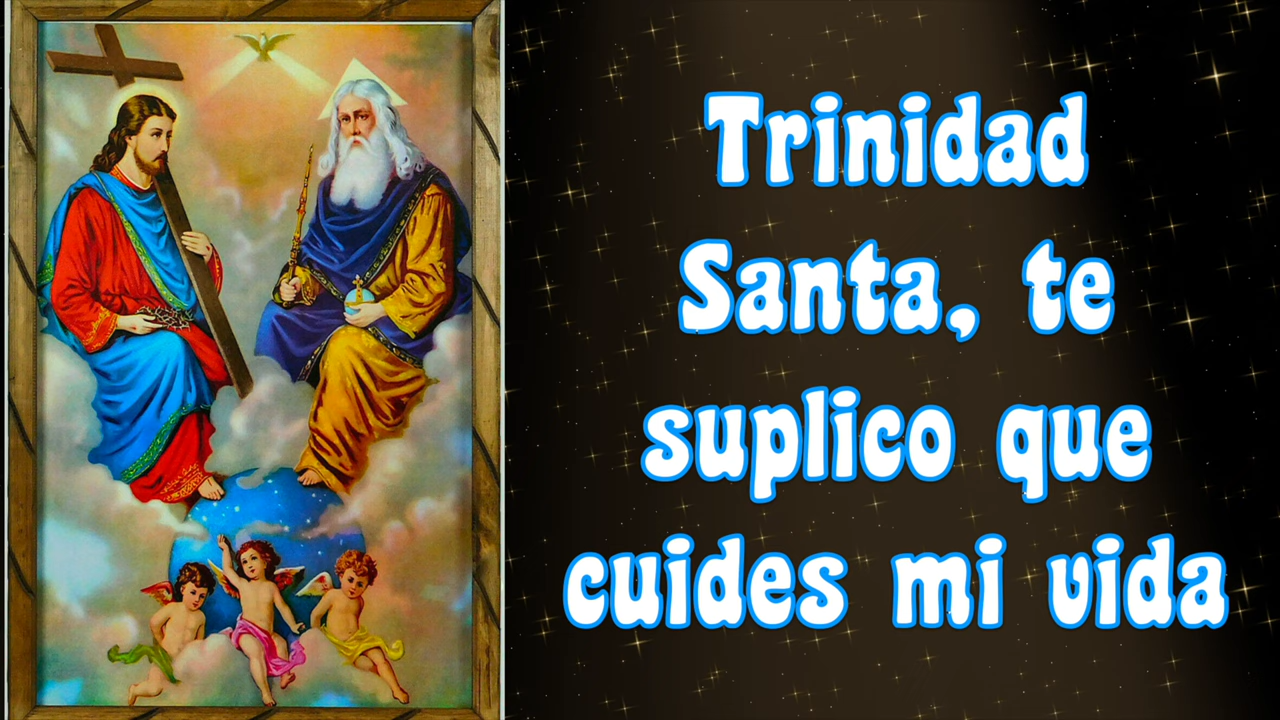 Trinidad
Santa, te
suplico que
cuides mi vida